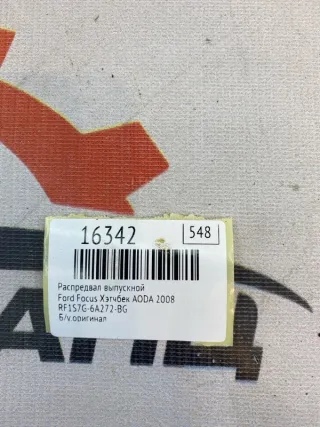 16342 548
Распредвал выпускной
Ford Focus Хэтчбек AODA 2008
RF1S7G-6A272-BG
Б/у.оригинал